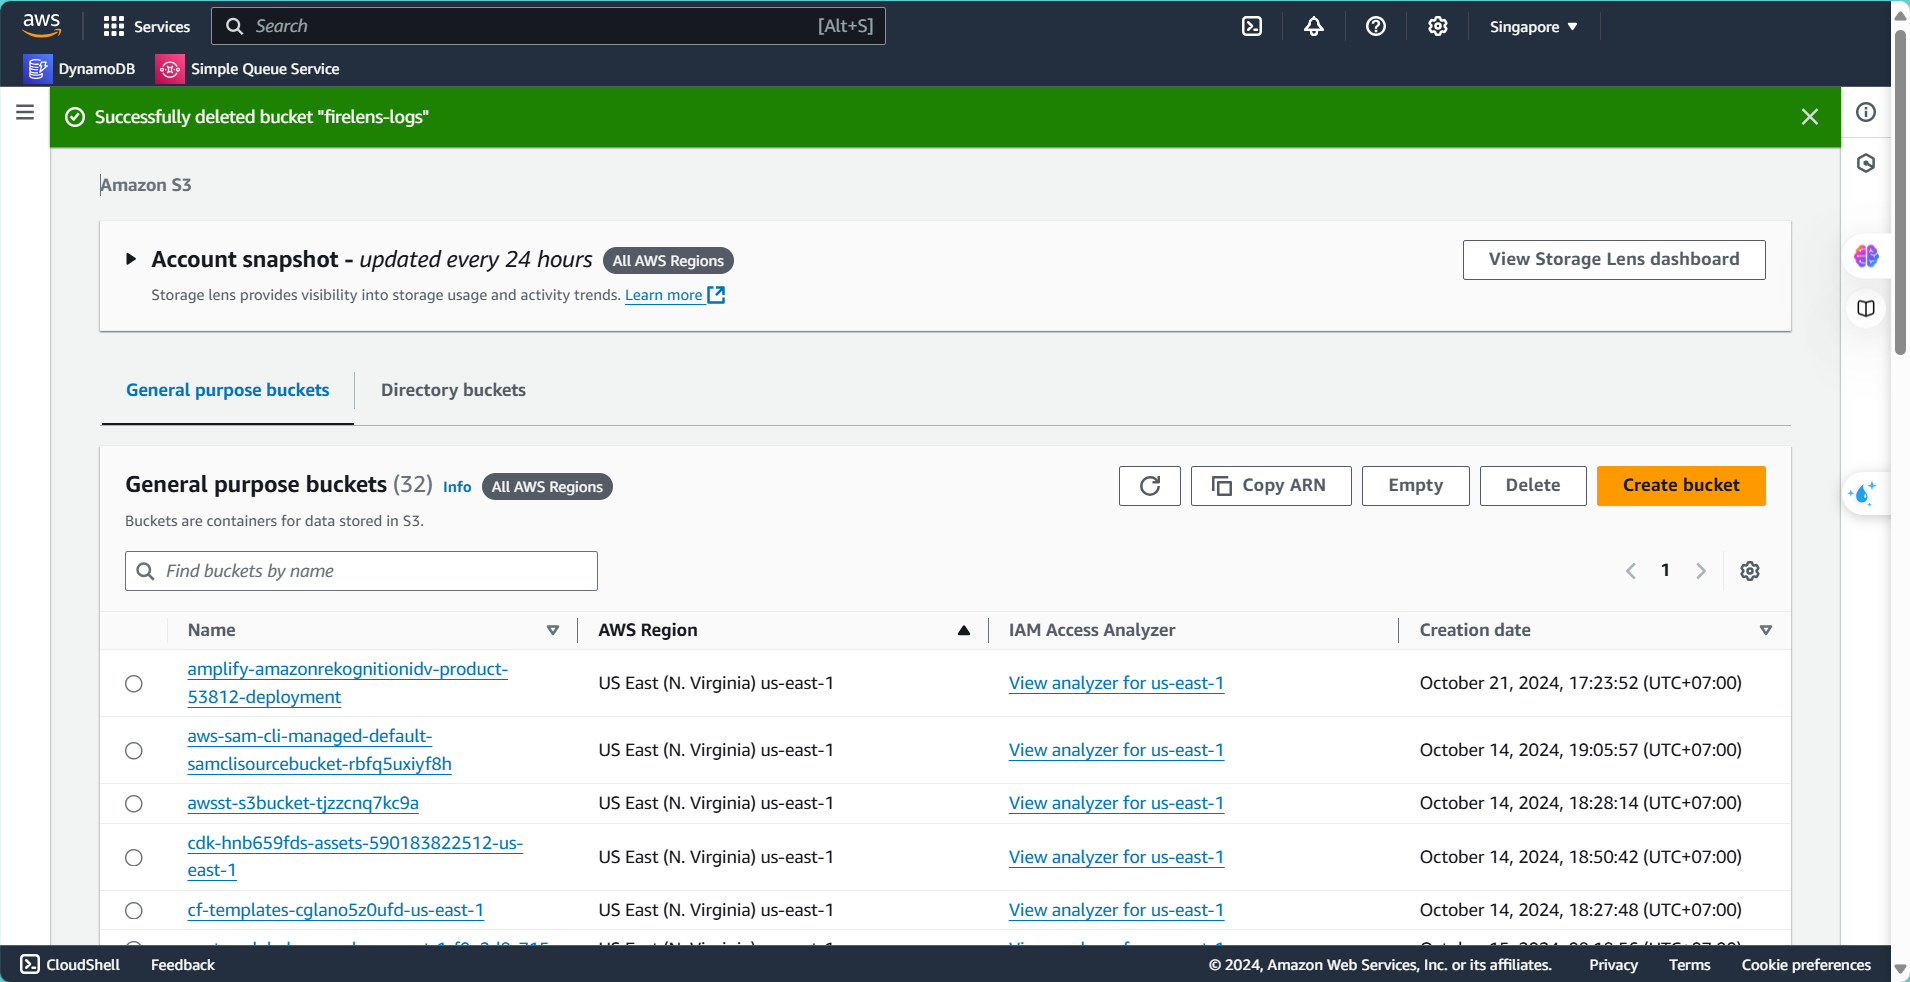 aws
Services
Search
[Alt+S]
Singapore
DynamoDB
Simple Queue Service
Successfully deleted bucket "firelens-logs"
Amazon S3
Account snapshot - updated every 24 hours
All AWS Regions
View Storage Lens dashboard
Storage lens provides visibility into storage usage and activity trends. Learn more
General purpose buckets
Directory buckets
General purpose buckets (32) Info
All AWS Regions
Copy ARN
Empty
Delete
Create bucket
Buckets are containers for data stored in S3.
Find buckets by name
1
Name
AWS Region
IAM Access Analyzer
Creation date
amplify-amazonrekognitionidv-product-
53812-deployment
US East (N. Virginia) us-east-1
View analyzer for us-east-1
October 21, 2024, 17:23:52 (UTC+07:00)
aws-sam-cli-managed-default-
samclisourcebucket-rbfq5uxiyf8h
US East (N. Virginia) us-east-1
View analyzer for us-east-1
October 14, 2024, 19:05:57 (UTC+07:00)
awsst-s3bucket-tjzzcnq7kc9a
US East (N. Virginia) us-east-1
View analyzer for us-east-1
October 14, 2024, 18:28:14 (UTC+07:00)
cdk-hnb659fds-assets-590183822512-us-
east-1
US East (N. Virginia) us-east-1
View analyzer for us-east-1
October 14, 2024, 18:50:42 (UTC+07:00)
cf-templates-cglano5z0ufd-us-east-1
US East (N. Virginia) us-east-1
View analyzer for us-east-1
October 14, 2024, 18:27:48 (UTC+07:00)
CloudShell
Feedback
© 2024, Amazon Web Services, Inc. or its affiliates.
Privacy
Terms
Cookie preferences